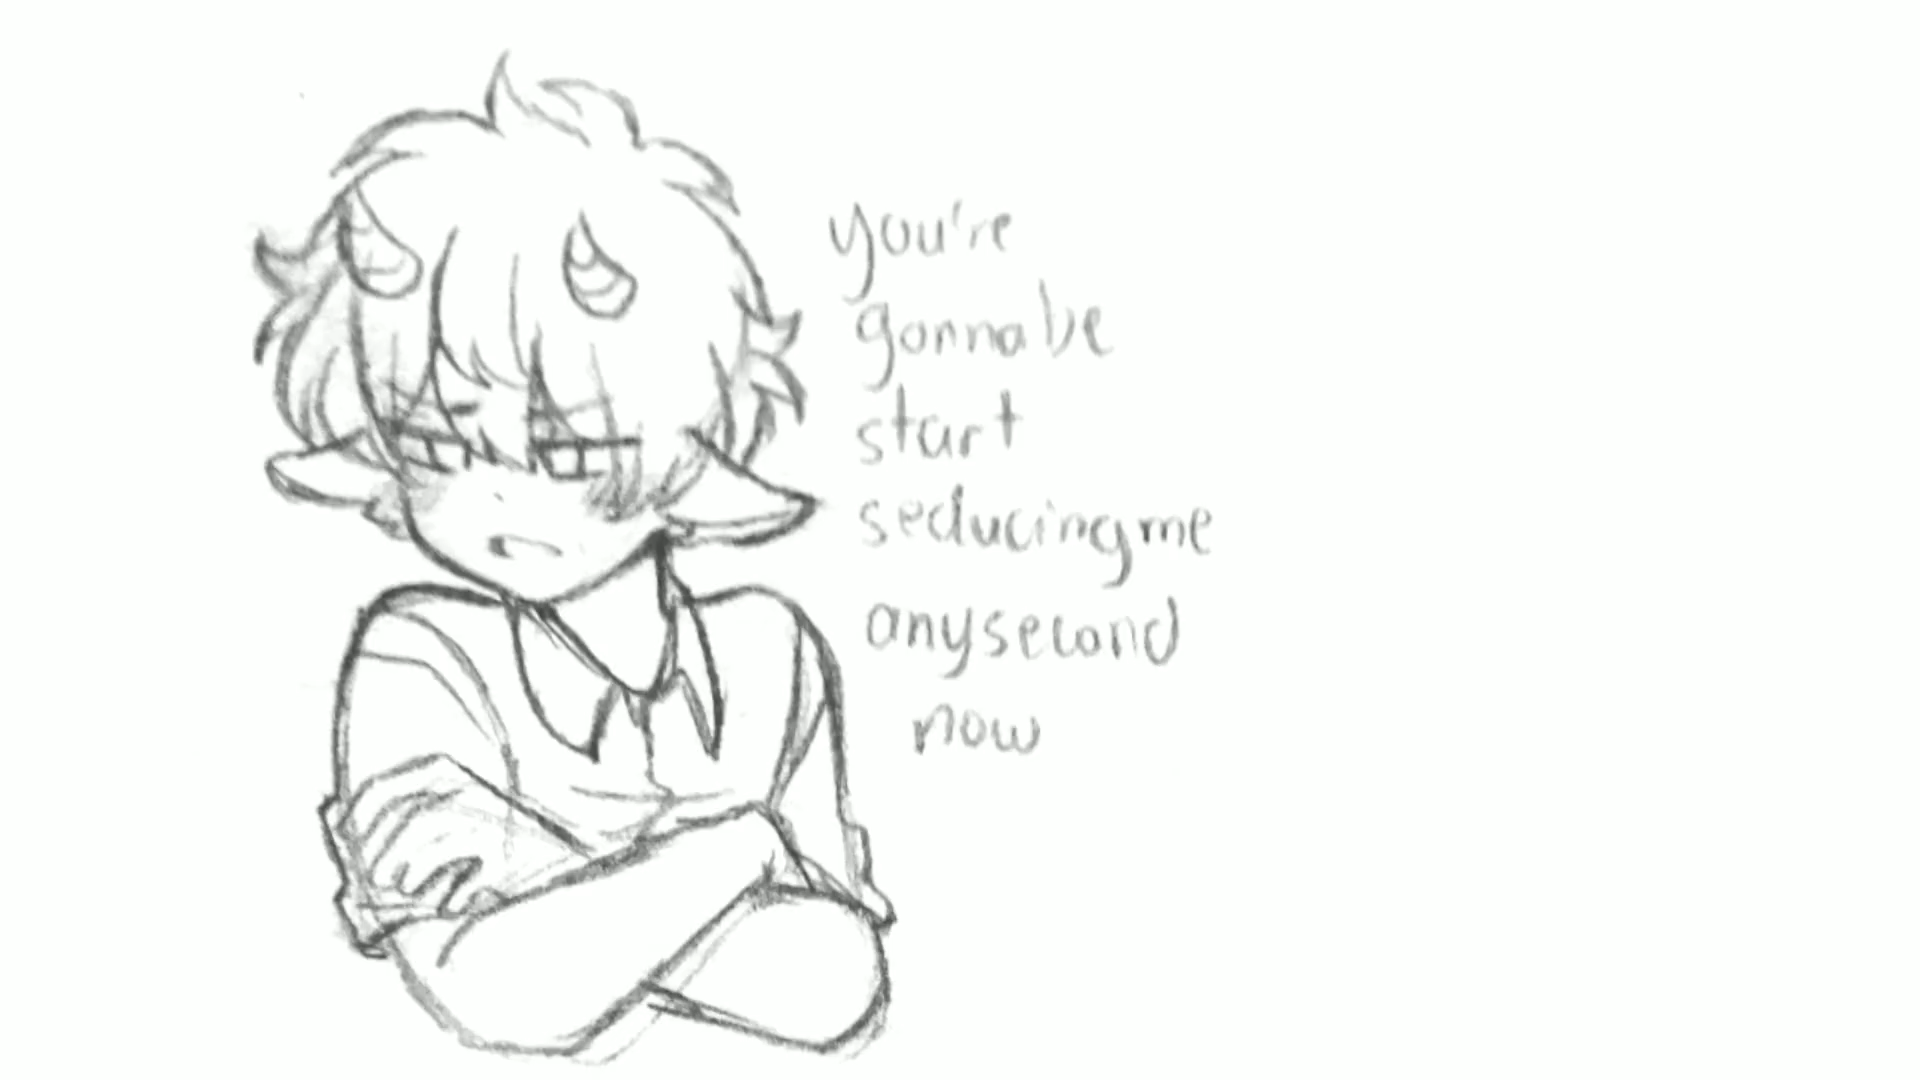 you're
gonna be
start
seducing me
any second
now